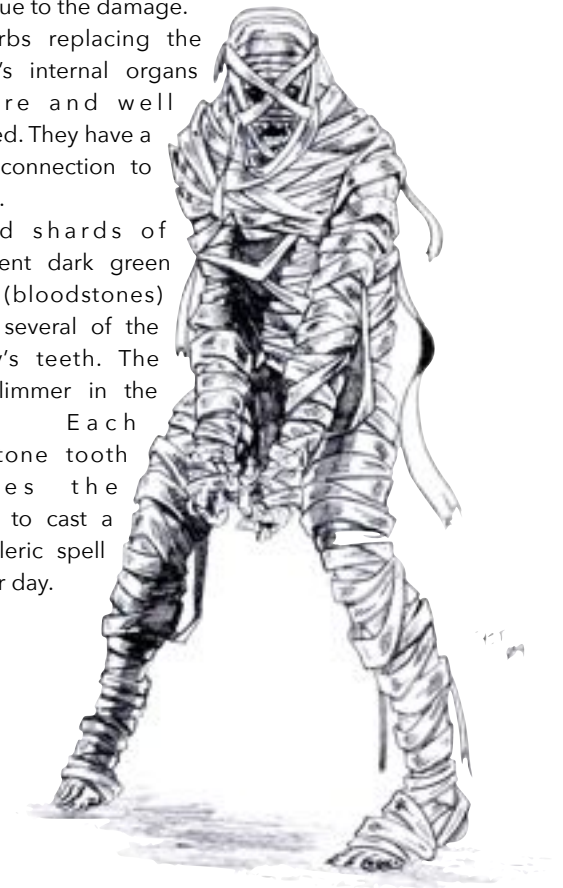 ue to the damage.
rbs replacing the
's internal organs
re and well
ed. They have a
connection to
.
d shards of
ent dark green
(bloodstones)
several of the
y's teeth. The
limmer in the
Each
tone tooth
es the
to cast a
leric spell
r day.